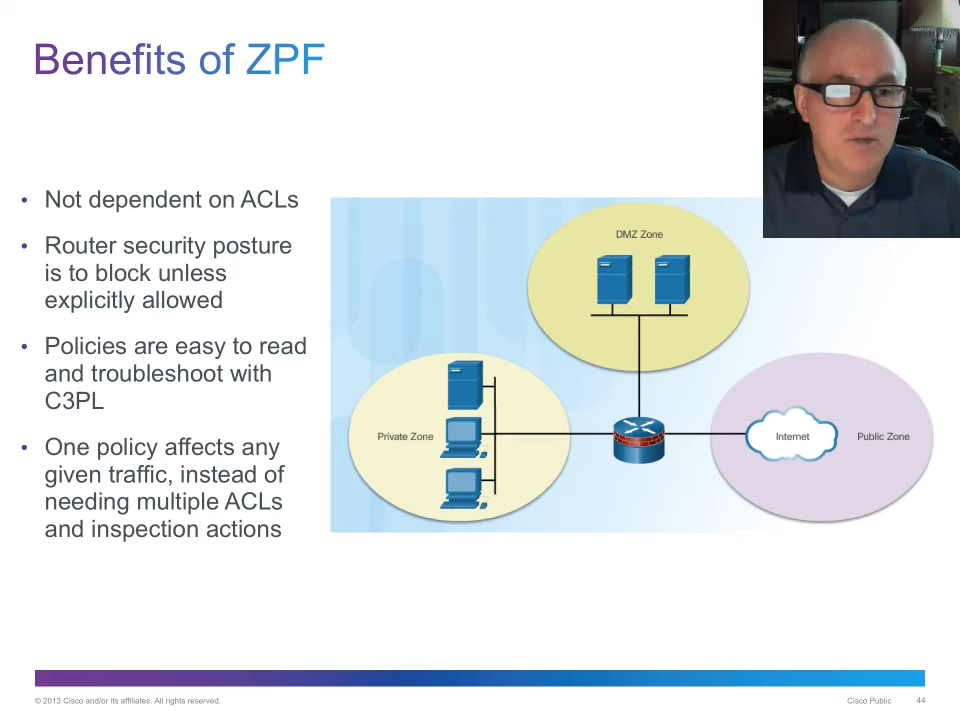 Benefits of ZPF
• Not dependent on ACLs
• Router security posture
is to block unless
explicitly allowed
• Policies are easy to read
and troubleshoot with
C3PL
• One policy affects any
given traffic, instead of
needing multiple ACLs
and inspection actions
DMZ Zone
Private Zone
Internet
Public Zone
© 2013 Cisco and/or its affiliates. All rights reserved.
Cisco Public
44